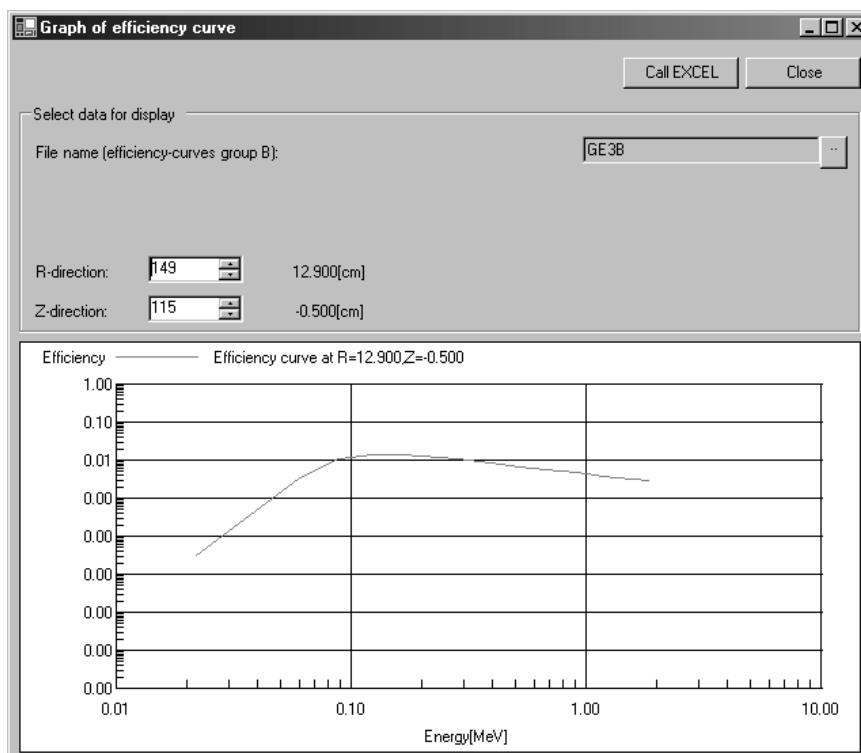 Graph of efficiency curve
Call EXCEL Close
Select data for display
File name (efficiency-curves group B): GE3B ..
R-direction: 149 12.900[cm]
Z-direction: 115 -0.500[cm]
Efficiency Efficiency curve at R=12.900,Z=-0.500
1.00
0.10
0.01
0.00
0.00
0.00
0.00
0.00
0.00
0.01 0.10 1.00 10.00
Energy[MeV]